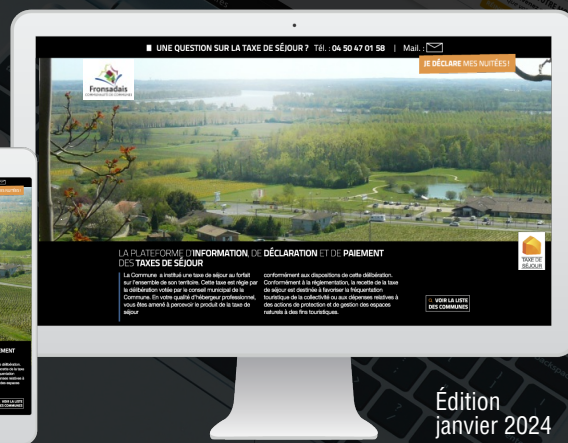 UNE QUESTION SUR LA TAXE DE SÉJOUR ? Tél. : 04 50 47 01 58 | Mail. :
JE DÉCLARE MES NUITÉES !
Fronsadais
COMMUNAUTÉ DE COMMUNES
LA PLATEFORME D'INFORMATION, DE DÉCLARATION ET DE PAIEMENT
DES TAXES DE SÉJOUR
La Commune a institué une taxe de séjour au forfait
sur l'ensemble de son territoire. Cette taxe est régie par
la délibération votée par le conseil municipal de la
Commune. En votre qualité d'hébergeur professionnel,
vous êtes amené à percevoir le produit de la taxe de
séjour
conformément aux dispositions de cette délibération.
Conformément à la réglementation, la recette de la taxe
de séjour est destinée à favoriser la fréquentation
touristique de la collectivité ou aux dépenses relatives à
des actions de protection et de gestion des espaces
naturels à des fins touristiques.
TAXE DE
SÉJOUR
VOIR LA LISTE
DES COMMUNES
Édition
janvier 2024